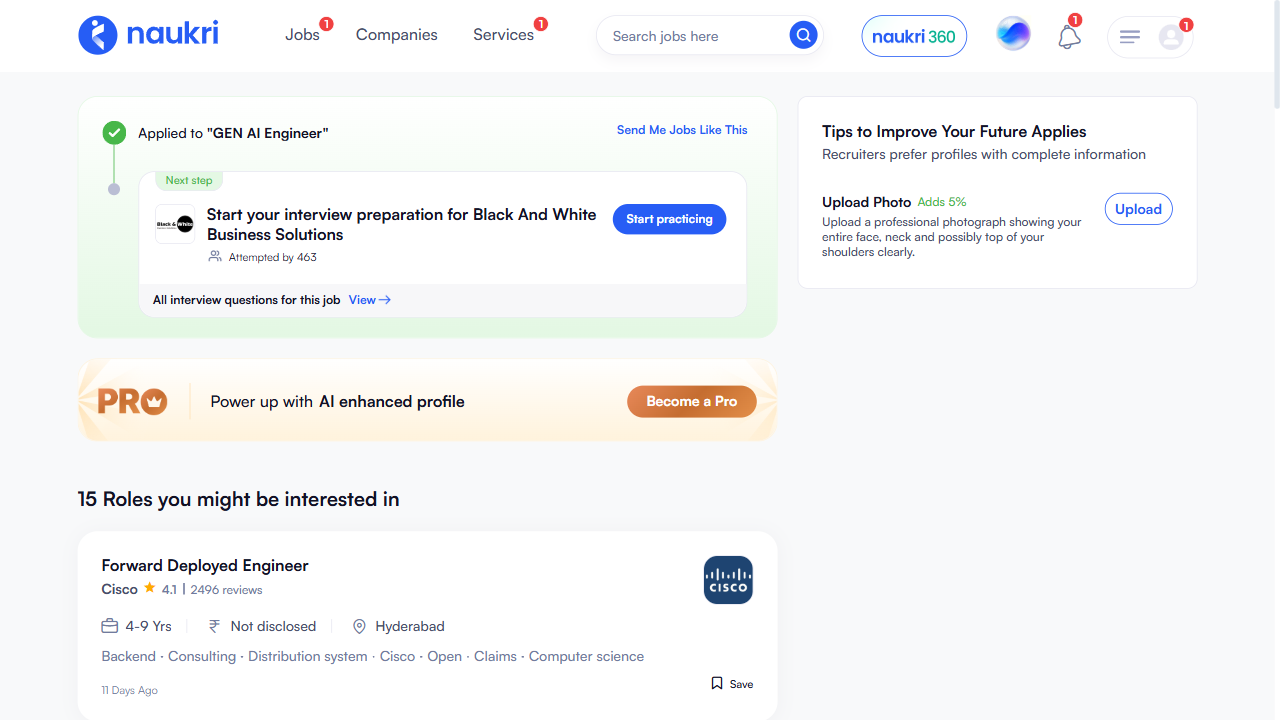 naukri
Jobs 1
Companies
Services 1
Search jobs here
naukri 360
1
1
Applied to "GEN AI Engineer"
Send Me Jobs Like This
Next step
Black & White
Start your interview preparation for Black And White
Business Solutions
Start practicing
Attempted by 463
All interview questions for this job View
Tips to Improve Your Future Applies
Recruiters prefer profiles with complete information
Upload Photo Adds 5%
Upload a professional photograph showing your
entire face, neck and possibly top of your
shoulders clearly.
Upload
PRO
Power up with AI enhanced profile
Become a Pro
15 Roles you might be interested in
Forward Deployed Engineer
Cisco 4.1 | 2496 reviews
CISCO
4-9 Yrs
₹ Not disclosed
Hyderabad
Backend · Consulting · Distribution system · Cisco · Open · Claims · Computer science
11 Days Ago
Save